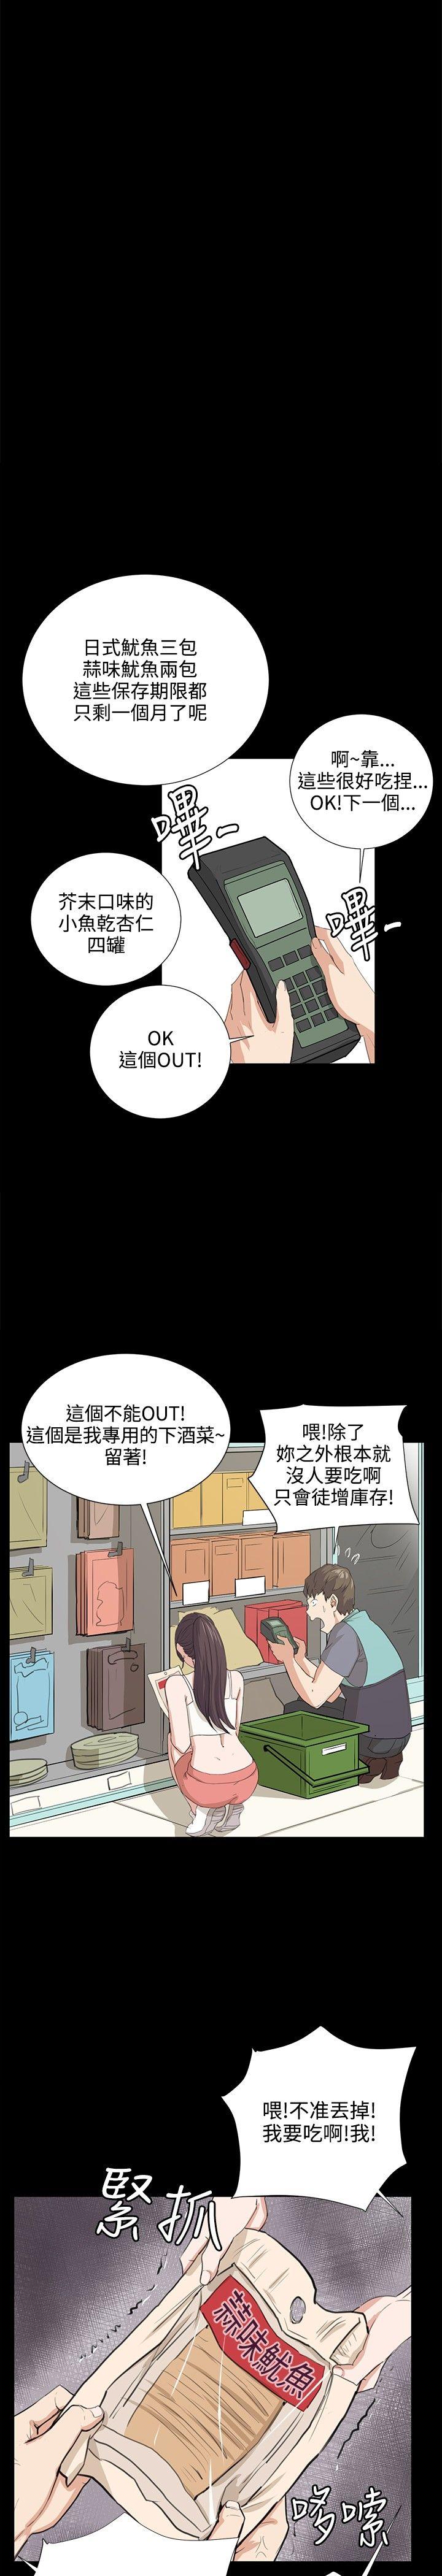 日式魷魚三包
蒜味魷魚兩包
這些保存期限都
只剩一個月了呢
啊~靠...
這些很好吃捏...
OK!下一個...
嗶~
芥末口味的
小魚乾杏仁
四罐
嗶~
OK
這個OUT!
這個不能OUT!
這個是我專用的下酒菜~
留著!
喂!除了
妳之外根本就
沒人要吃啊
只會徒增庫存!
喂!不准丟掉!
我要吃啊!我!
緊抓
蒜味魷魚
哆嗦